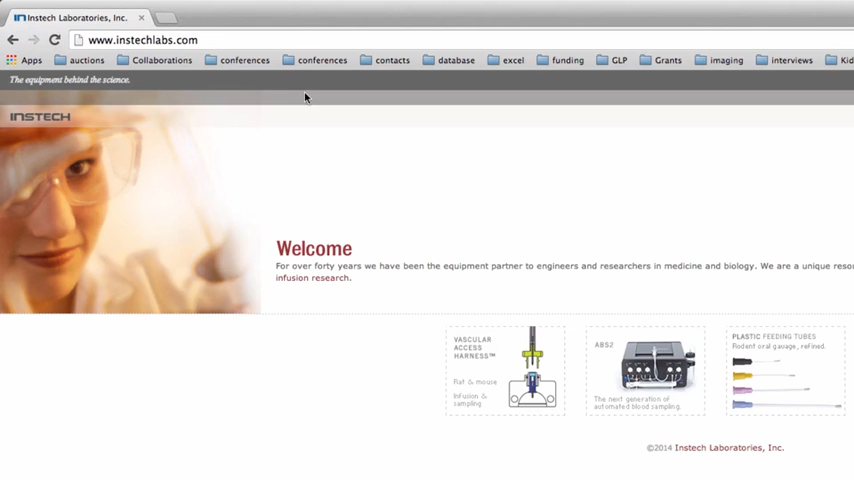 Instech Laboratories, Inc.
www.instechlabs.com
Apps auctions Collaborations conferences conferences contacts database excel funding GLP Grants imaging interviews Kid
The equipment behind the science.
INSTECH
Welcome
For over forty years we have been the equipment partner to engineers and researchers in medicine and biology. We are a unique reso
infusion research.
VASCULAR
ACCESS
HARNESS™
Rat & mouse
Infusion &
sampling
ABS2
The next generation of
automated blood sampling.
PLASTIC FEEDING TUBES
Rodent oral gavage, refined.
©2014 Instech Laboratories, Inc.